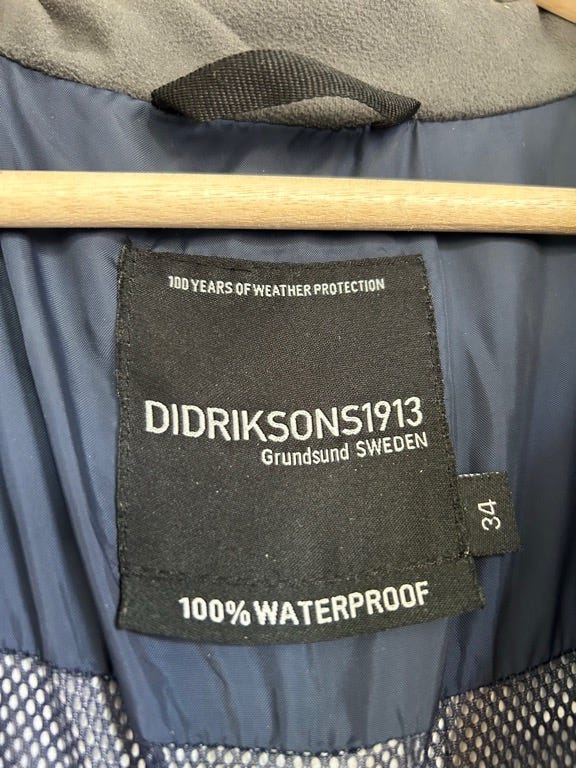 100 YEARS OF WEATHER PROTECTION
DIDRIKSONS1913
Grundsund SWEDEN
34
100% WATERPROOF